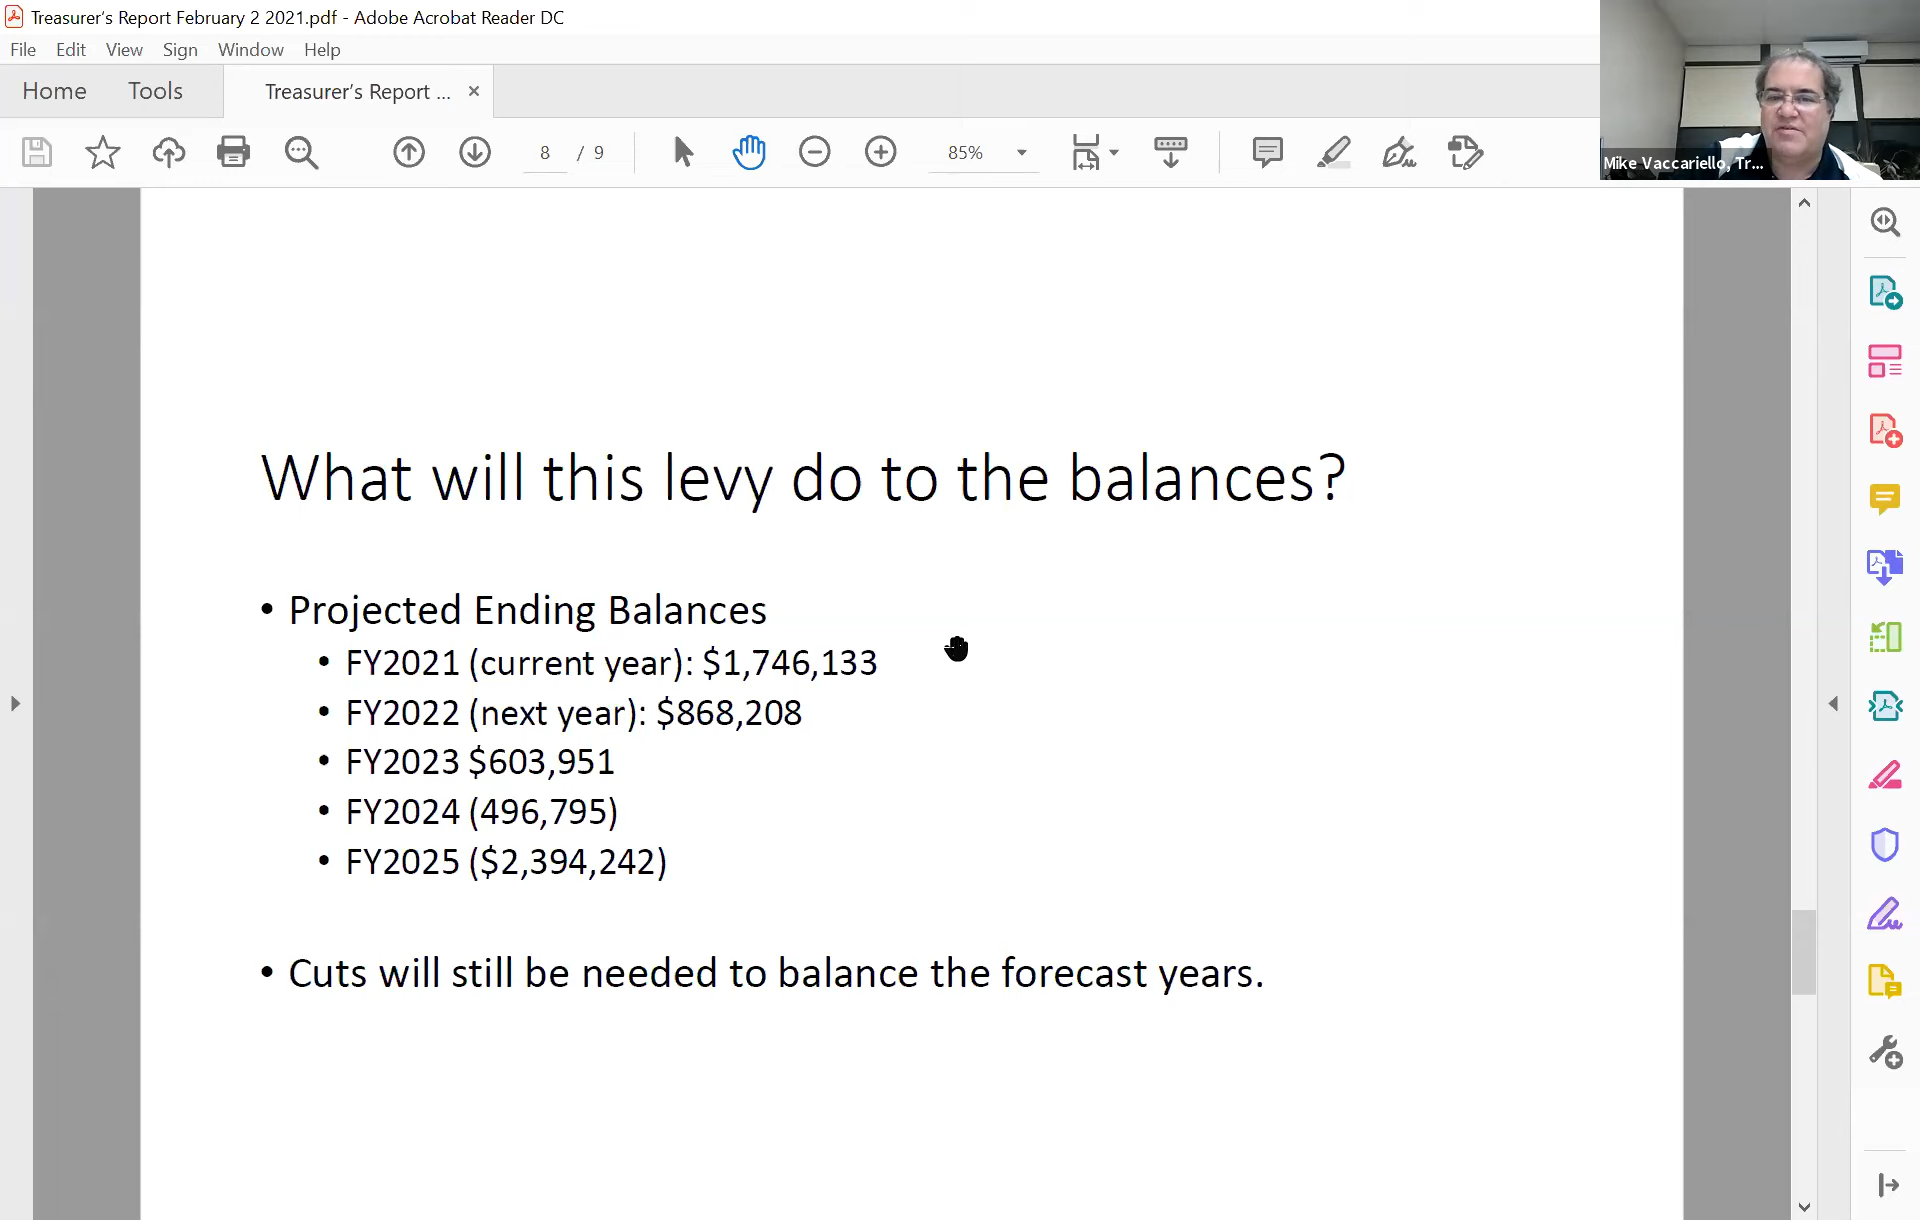 Treasurer's Report February 2 2021.pdf - Adobe Acrobat Reader DC
File Edit View Sign Window Help
Home Tools Treasurer's Report ... ×
8 / 9 85%
Mike Vaccariello, Tr...
What will this levy do to the balances?
• Projected Ending Balances
• FY2021 (current year): $1,746,133
• FY2022 (next year): $868,208
• FY2023 $603,951
• FY2024 (496,795)
• FY2025 ($2,394,242)
• Cuts will still be needed to balance the forecast years.